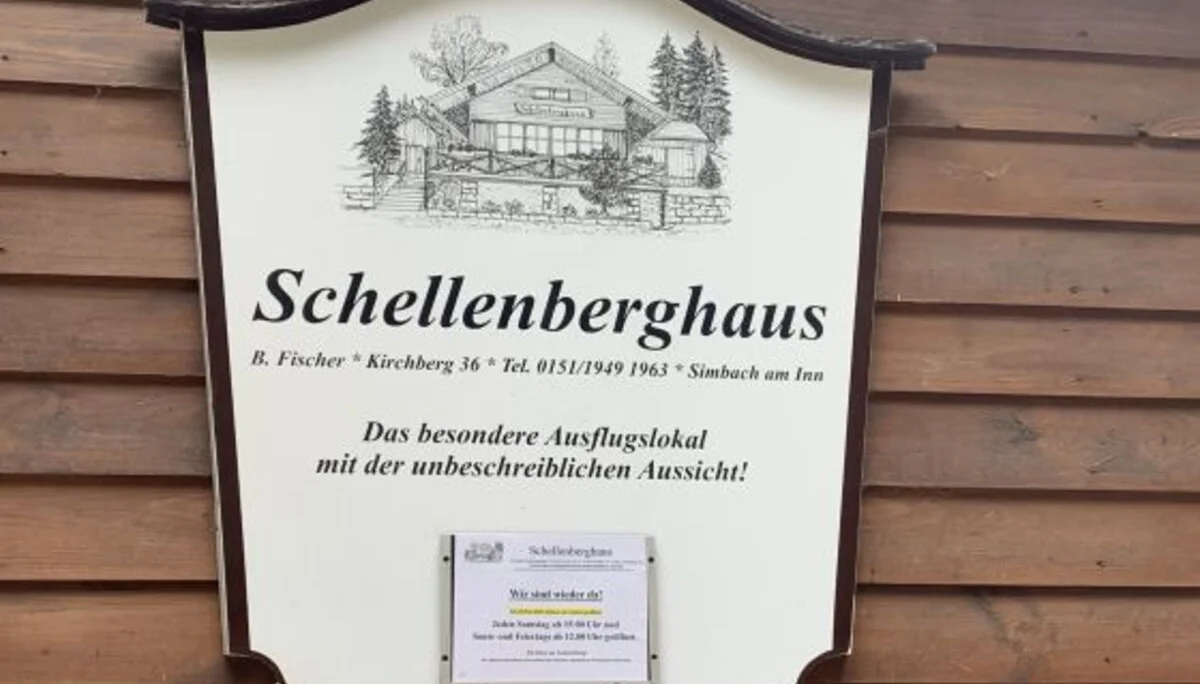 Schellenberghaus
B. Fischer * Kirchberg 36 * Tel. 0151/1949 1963 * Simbach am Inn
Das besondere Ausflugslokal
mit der unbeschreiblichen Aussicht!
Schellenberghaus
Wir sind wieder da!
Jeden Samstag ab 15:00 Uhr und
Sonn- und Feiertags ab 12.00 Uhr geöffnet.